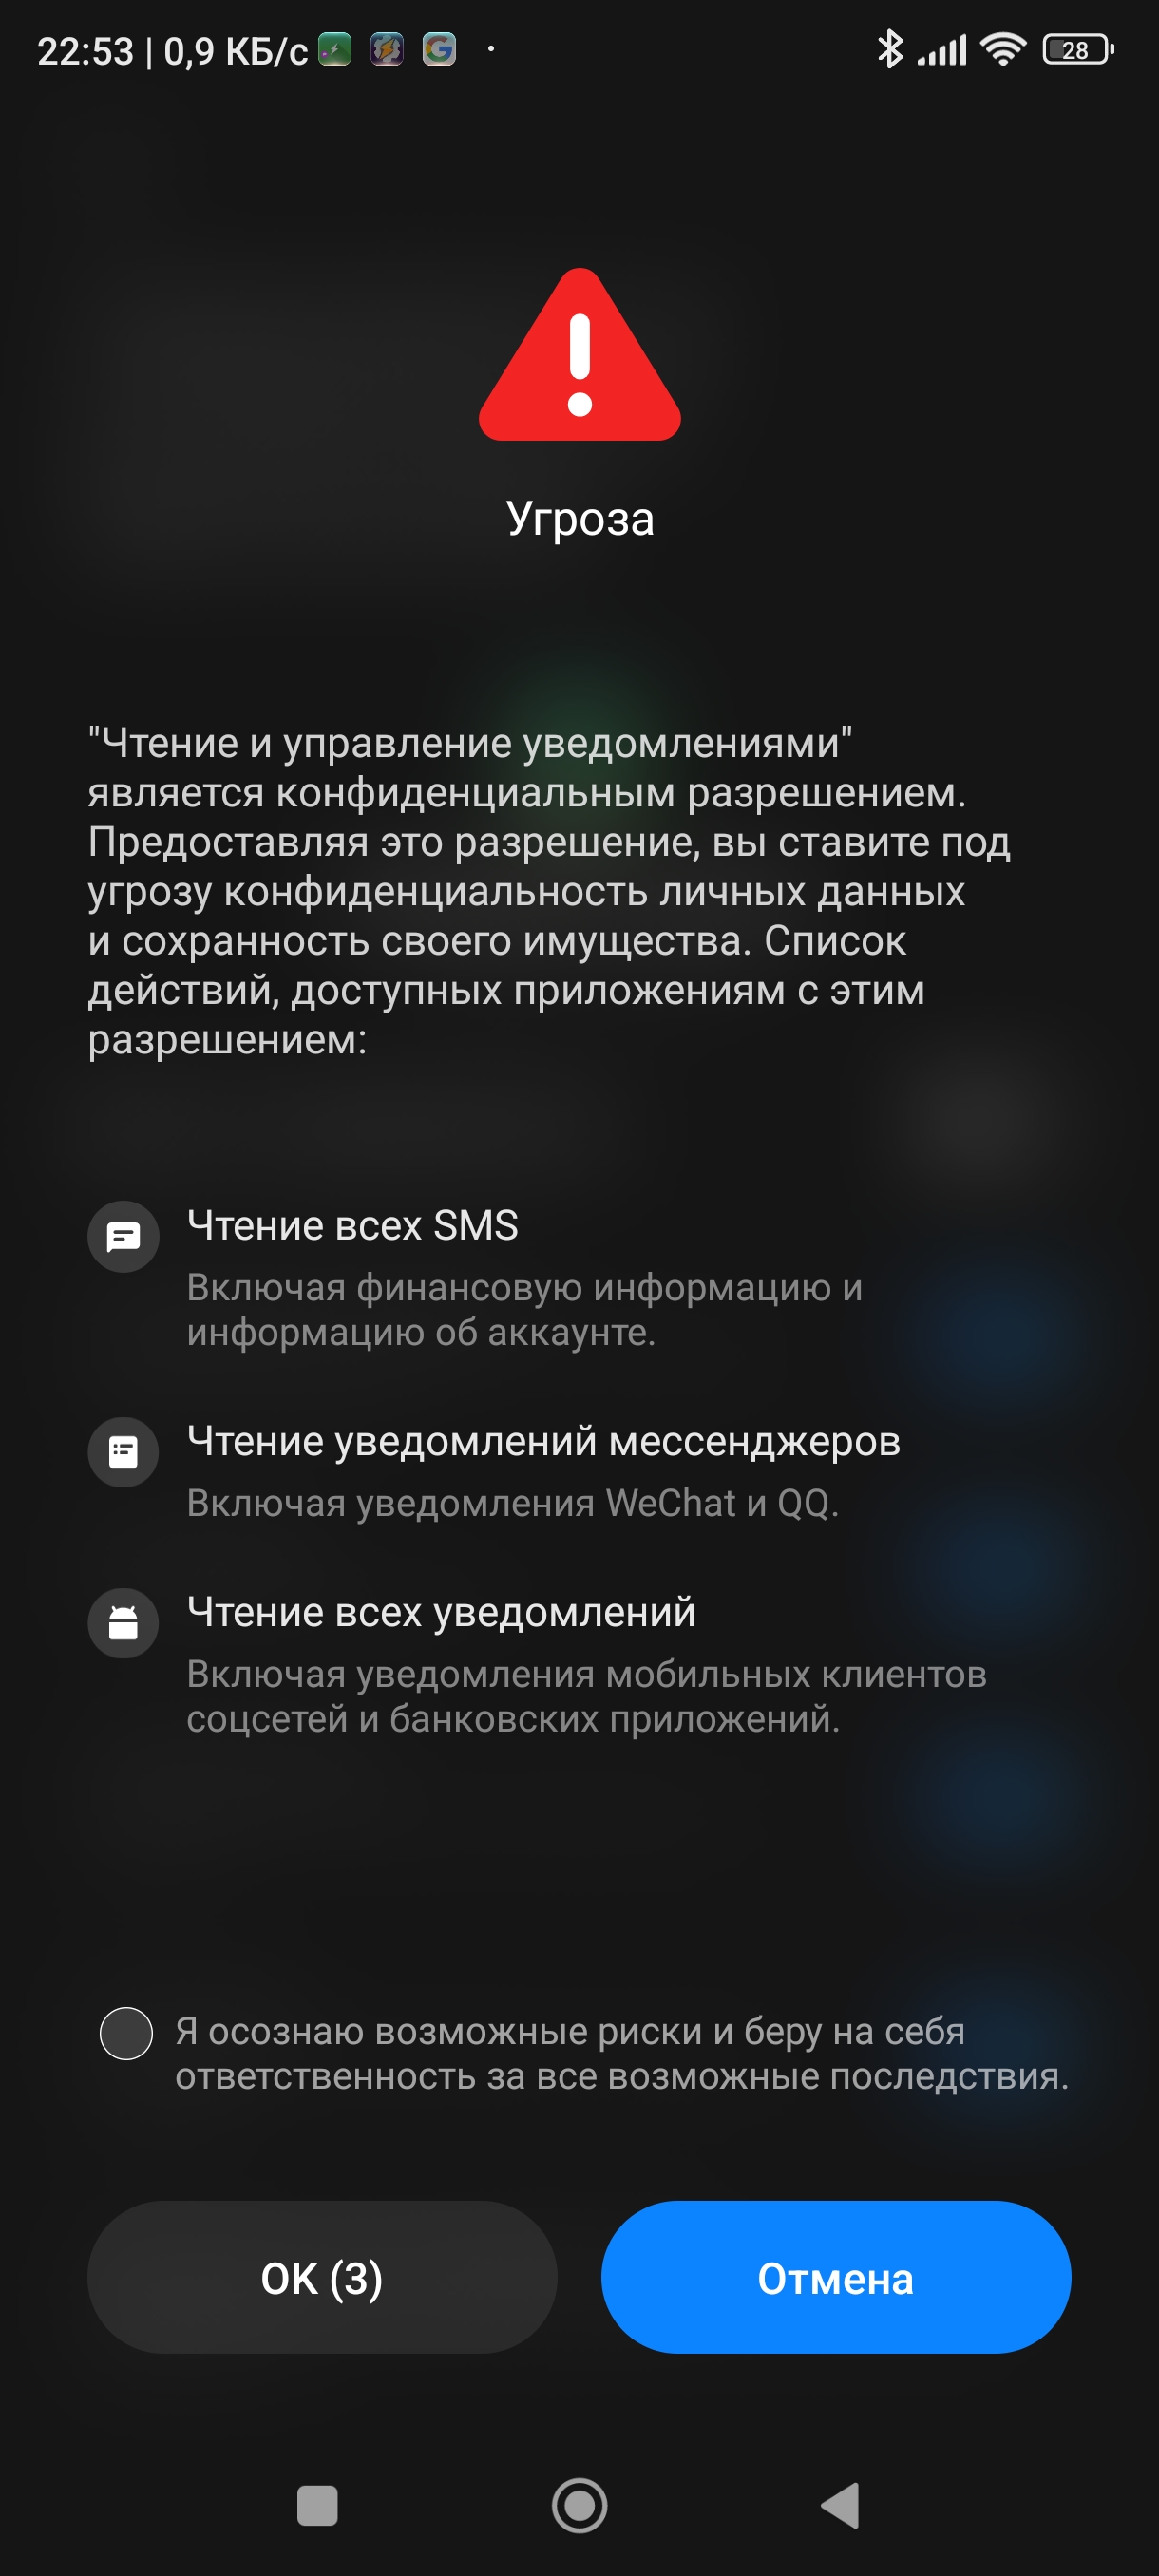 22:53 | 0,9 КБ/с
28
Угроза
"Чтение и управление уведомлениями"
является конфиденциальным разрешением.
Предоставляя это разрешение, вы ставите под
угрозу конфиденциальность личных данных
и сохранность своего имущества. Список
действий, доступных приложениям с этим
разрешением:
Чтение всех SMS
Включая финансовую информацию и
информацию об аккаунте.
Чтение уведомлений мессенджеров
Включая уведомления WeChat и QQ.
Чтение всех уведомлений
Включая уведомления мобильных клиентов
соцсетей и банковских приложений.
Я осознаю возможные риски и беру на себя
ответственность за все возможные последствия.
OK (3)
Отмена